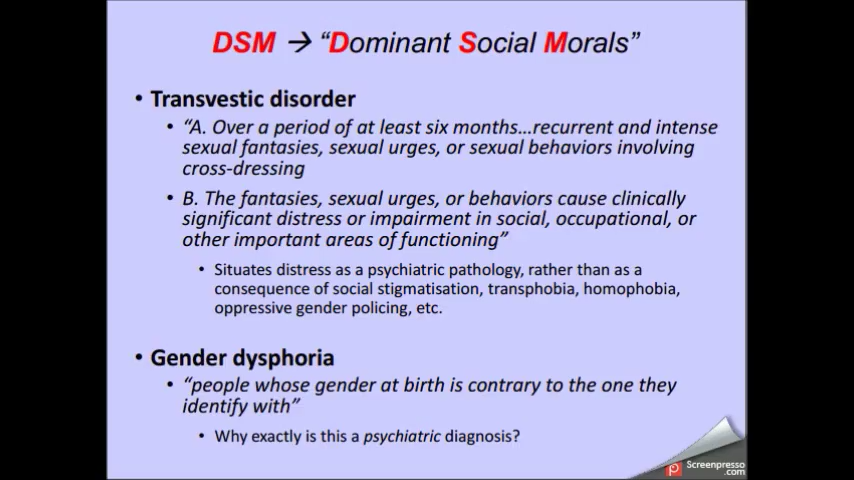 DSM → “Dominant Social Morals”
• Transvestic disorder
• “A. Over a period of at least six months…recurrent and intense
sexual fantasies, sexual urges, or sexual behaviors involving
cross-dressing
• B. The fantasies, sexual urges, or behaviors cause clinically
significant distress or impairment in social, occupational, or
other important areas of functioning”
• Situates distress as a psychiatric pathology, rather than as a
consequence of social stigmatisation, transphobia, homophobia,
oppressive gender policing, etc.
• Gender dysphoria
• “people whose gender at birth is contrary to the one they
identify with”
• Why exactly is this a psychiatric diagnosis?
Screenpresso
.com